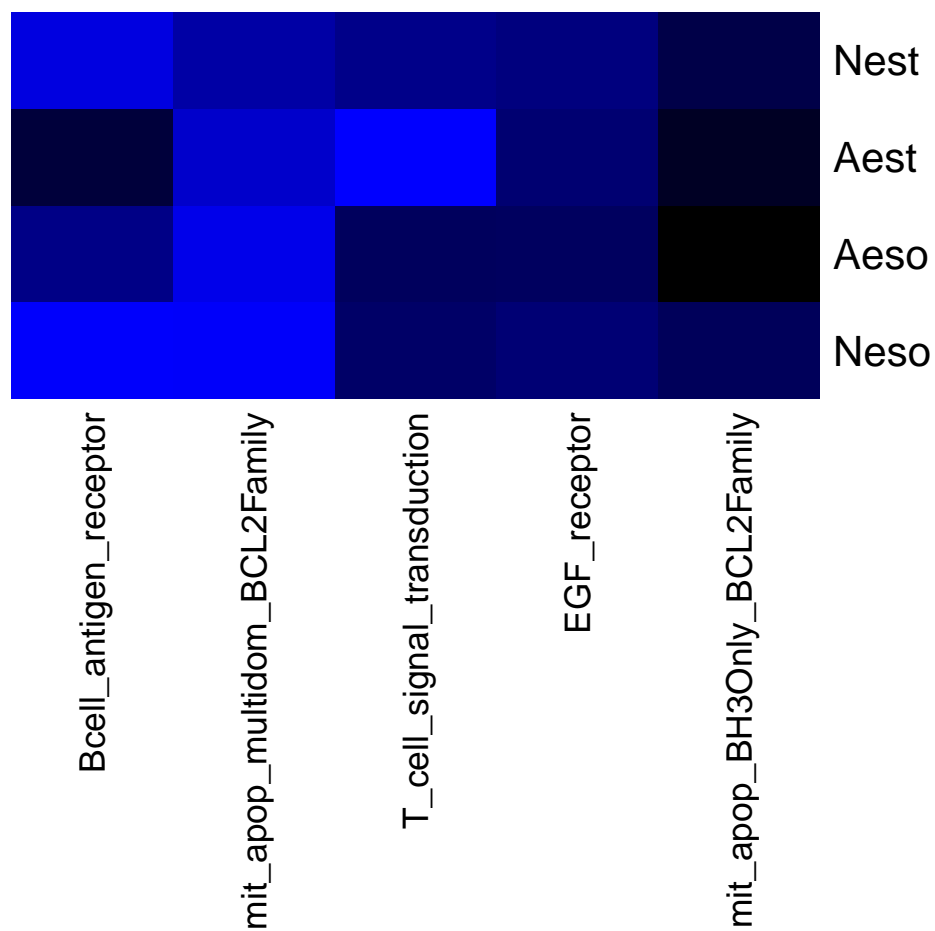 Nest
Aest
Aeso
Neso
Bcell_antigen_receptor
mit_apop_multidom_BCL2Family
T_cell_signal_transduction
EGF_receptor
mit_apop_BH3Only_BCL2Family